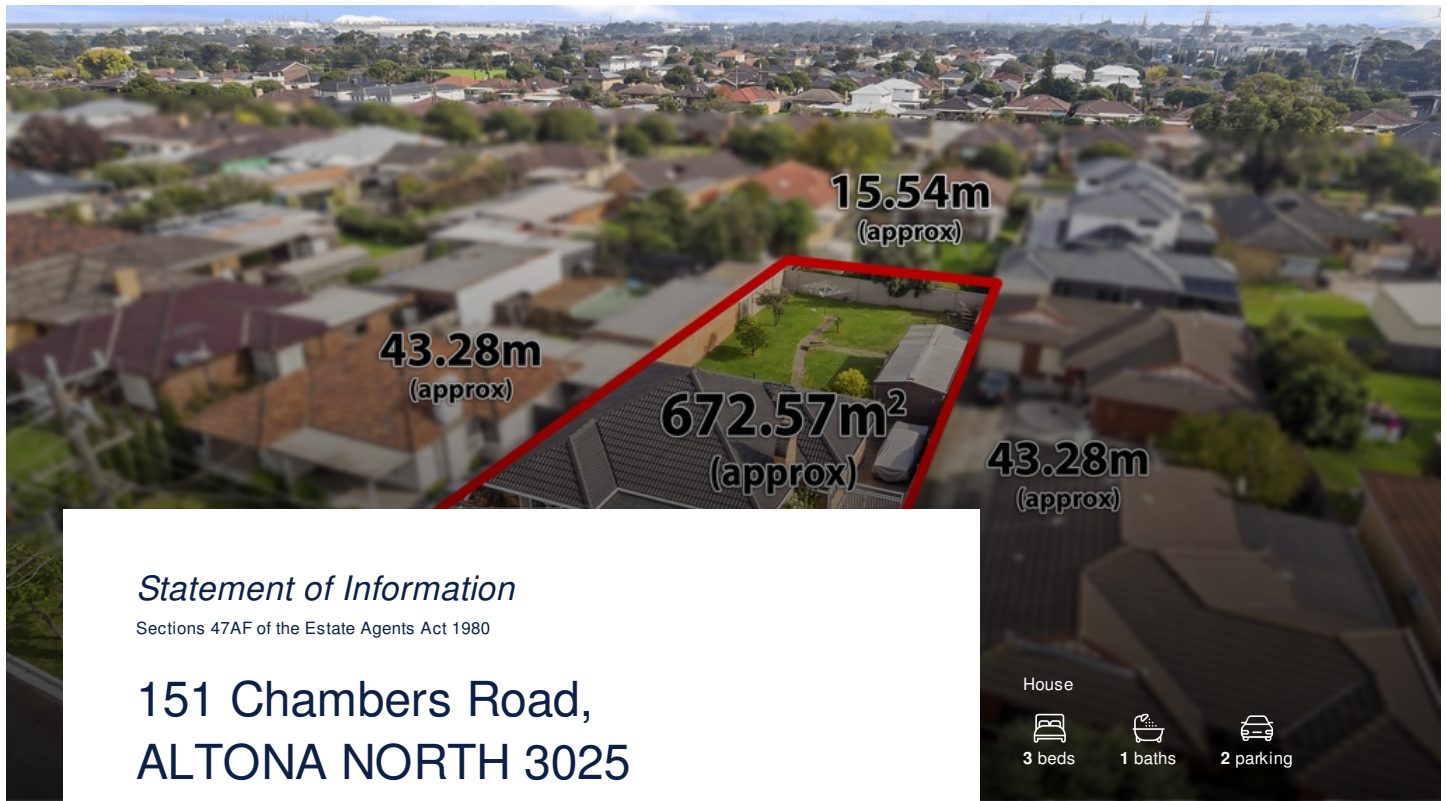 15.54m
(approx)
43.28m
(approx)
672.57m²
(approx)
43.28m
(approx)
Statement of Information
Sections 47AF of the Estate Agents Act 1980
151 Chambers Road,
ALTONA NORTH 3025
House
3 beds 1 baths 2 parking